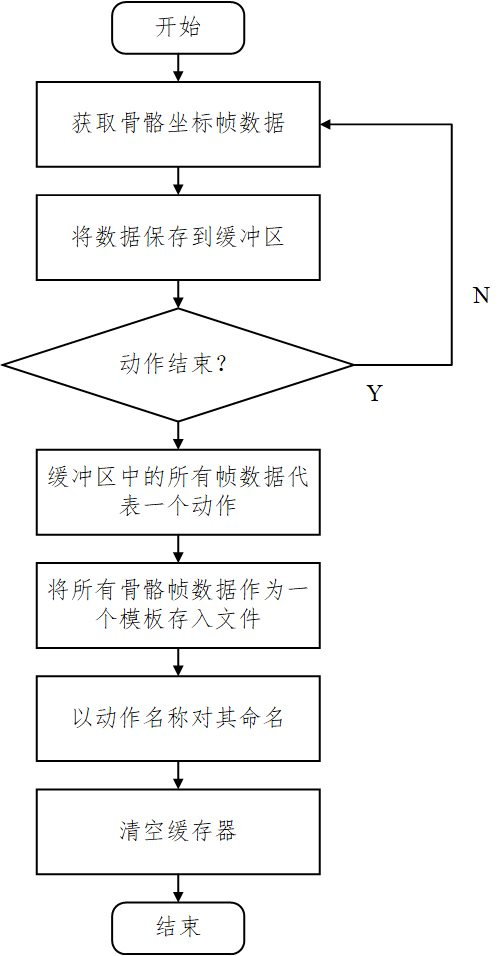 开始
获取骨骼坐标帧数据
将数据保存到缓冲区
N
动作结束？
Y
缓冲区中的所有帧数据代
表一个动作
将所有骨骼帧数据作为一
个模板存入文件
以动作名称对其命名
清空缓存器
结束